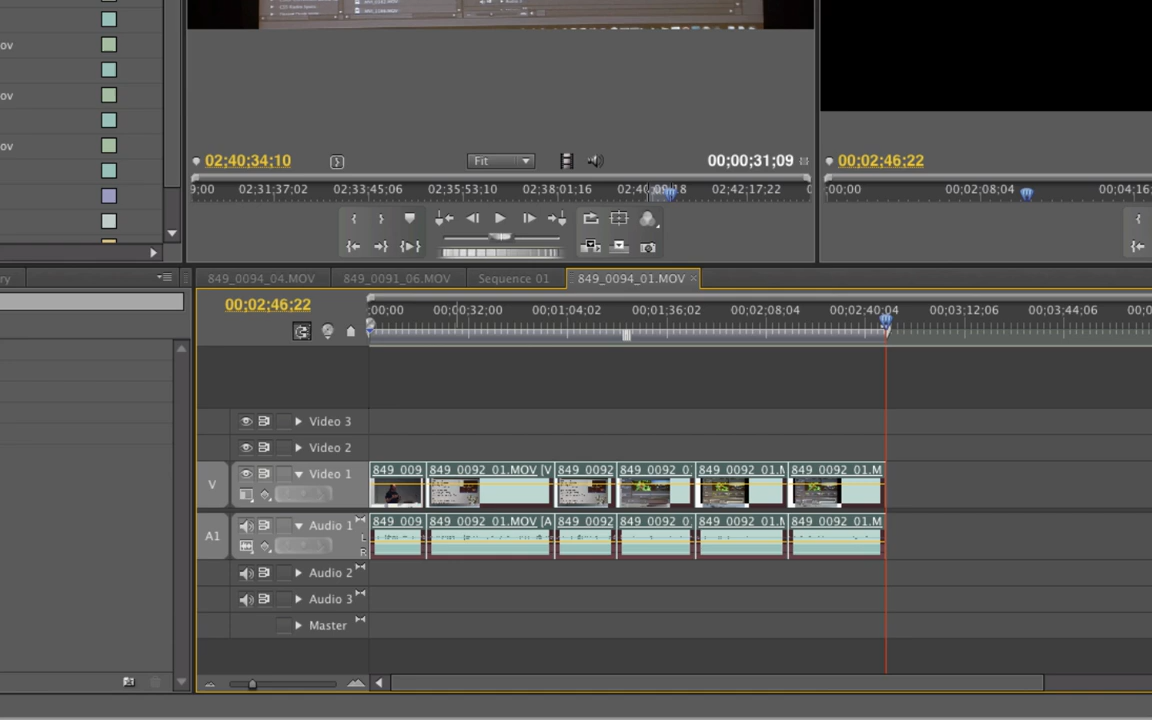 ov
ov
ov
02;40;34;10
Fit
00;00;31;09
02;46;22
9;00 02;31;37;02 02;33;45;06 02;35;53;10 02;38;01;16 02;42;17;22
;00;00 00;02;08;04 00;04;16;
ry
849_0094_04.MOV 849_0091_06.MOV Sequence 01 849_0094_01.MOV
00;02;46;22
;00;00 00;00;32;00 00;01;04;02 00;01;36;02 00;02;08;04 00;02;40;04 00;03;12;06 00;03;44;06
Video 3
Video 2
V
Video 1
849_009 849_0092_01.MOV [V 849_0092 849_0092_0 849_0092_01.M 849_0092_01.M
A1
Audio 1
L
R
849_009 849_0092_01.MOV [A 849_0092 849_0092_0 849_0092_01.M 849_0092_01.M
Audio 2
Audio 3
Master